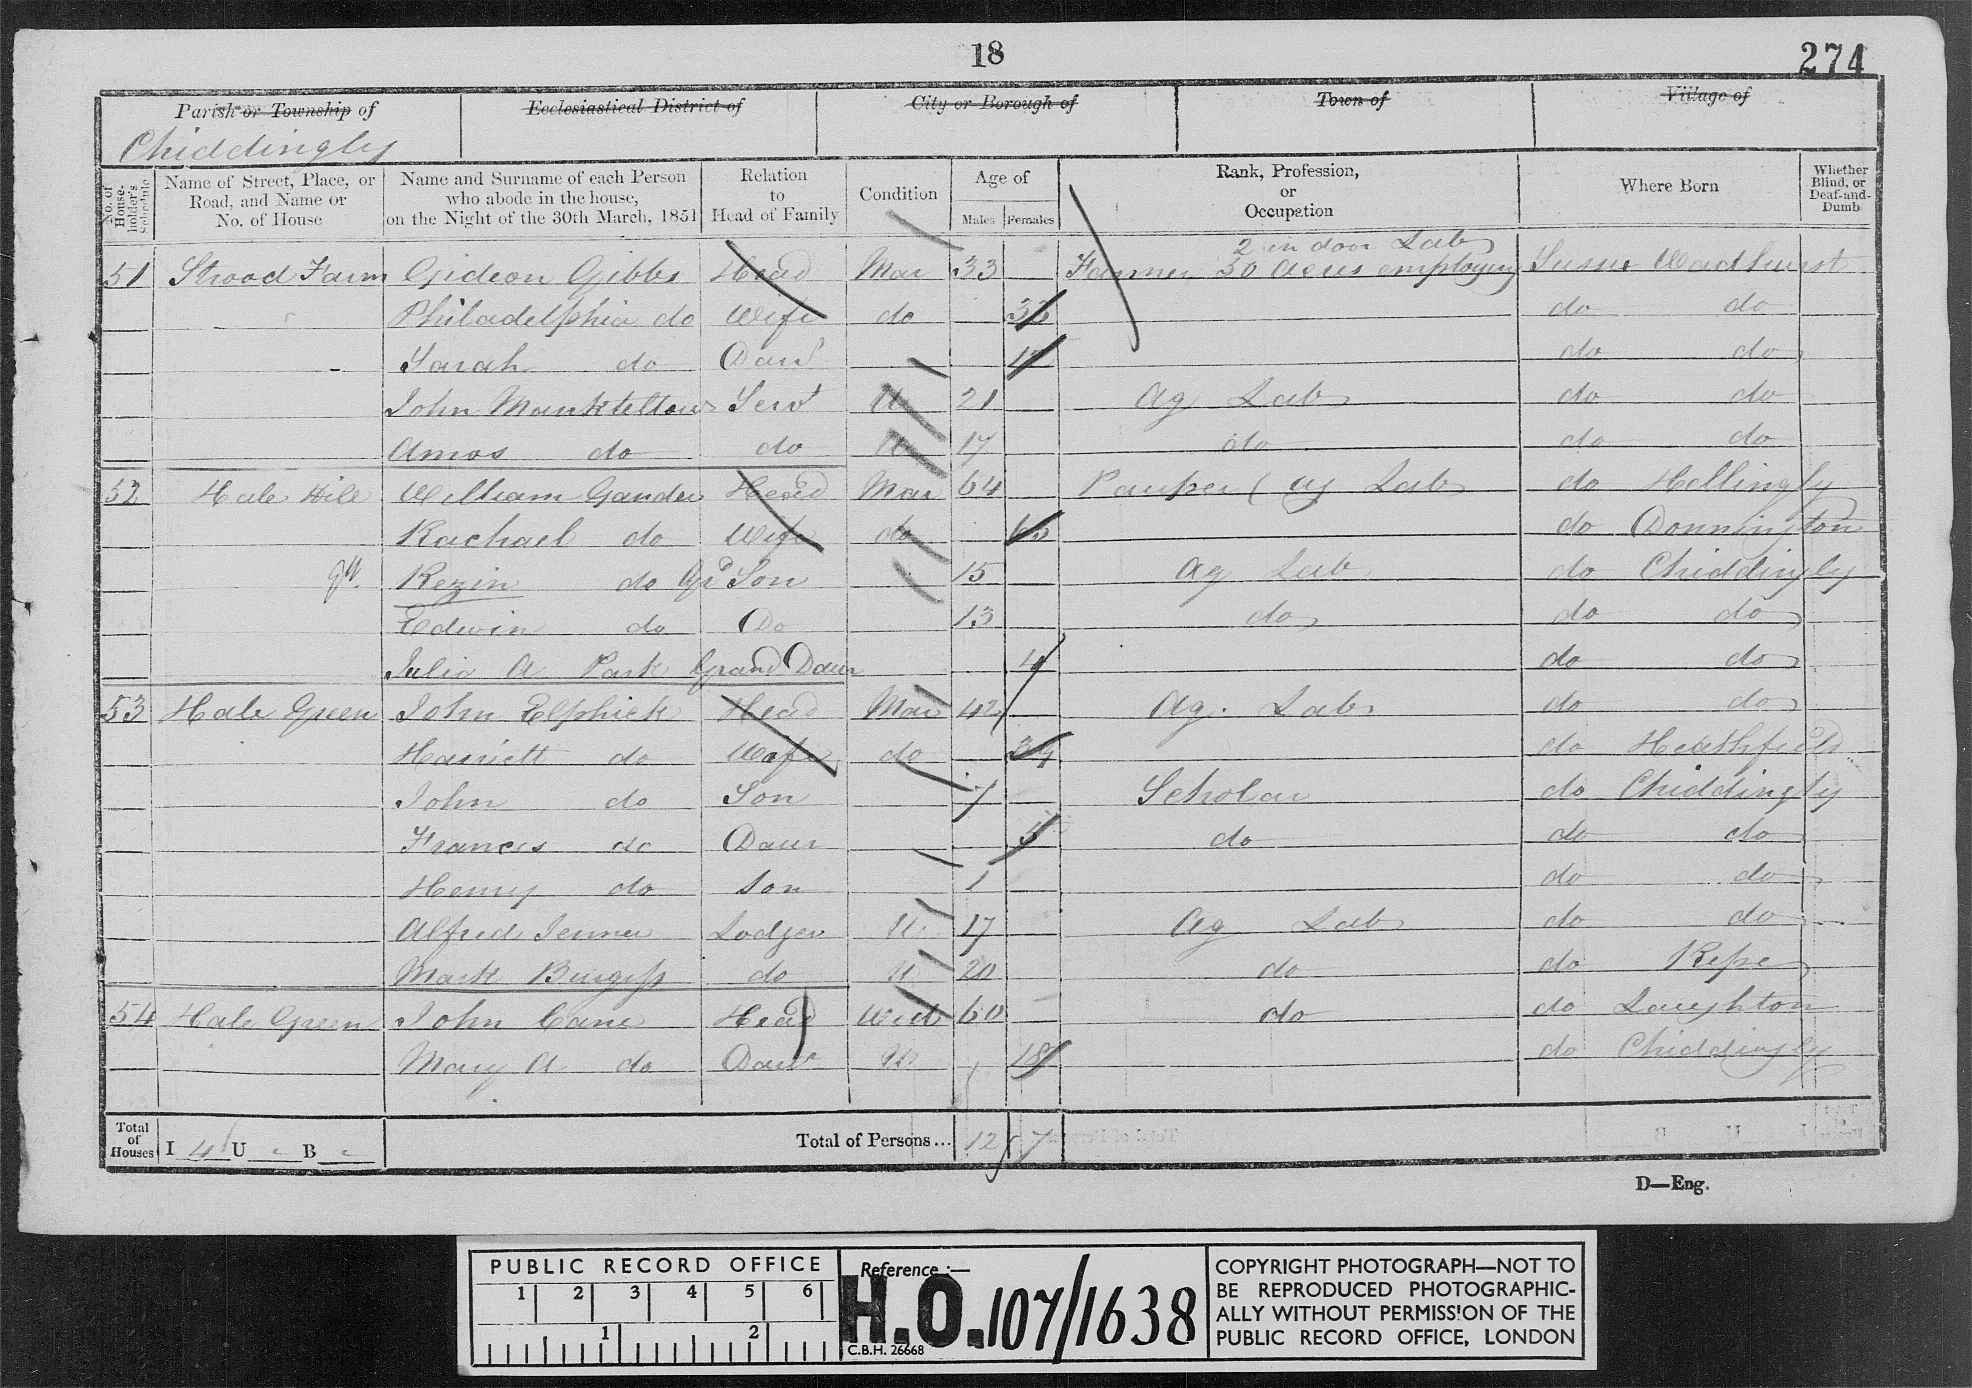 18
274
Parish or Township of
Ecclesiastical District of
City or Borough of
Town of
Village of
Chiddingly
No. of House-holder's Schedule
Name of Street, Place, or Road, and Name or No. of House
Name and Surname of each Person who abode in the house, on the Night of the 30th March, 1851
Relation to Head of Family
Condition
Age of
Males Females
Rank, Profession, or Occupation
Where Born
Whether Blind, or Deaf-and-Dumb
2 in door Lab
51 Strood Farm Gideon Gibbs Head Mar 33 Farmer 50 acres employing Sussex Wadhurst
Philadelphia do Wife do 33 do do
Sarah do Daur do do
John Manktellow Servt U 21 Ag Lab do do
Amos do do U 17 do do do
52 Hale Hill William Gander Head Mar 64 Pauper (ag Lab do Hellingly
Rachael do Wife do 65 do Donnington
qy. Kezin do Gd Son 15 Ag Lab do Chiddingly
Edwin do Do 13 do do do
Julia A Park Grand Daur 4 do do
53 Hale Green John Elphick Head Mar 42 Ag. Lab do do
Harriett do Wife do 34 do Heathfield
John do Son 7 Scholar do Chiddingly
Frances do Daur 5 do do do
Henry do Son 1 do do
Alfred Jenner Lodger U 17 Ag Lab do do
Mark Burgess do U 20 do do Ripe
54 Hale Green John Cane Head Wid 60 do do Laughton
Mary A do Daur U 18 do Chiddingly
Total of Houses I 4 U - B -
Total of Persons... 12 7
D—Eng.
PUBLIC RECORD OFFICE
1 2 3 4 5 6
1 2
Reference :—
H.O. 107/1638
C.B.H. 26668
COPYRIGHT PHOTOGRAPH—NOT TO
BE REPRODUCED PHOTOGRAPHIC-
ALLY WITHOUT PERMISSION OF THE
PUBLIC RECORD OFFICE, LONDON